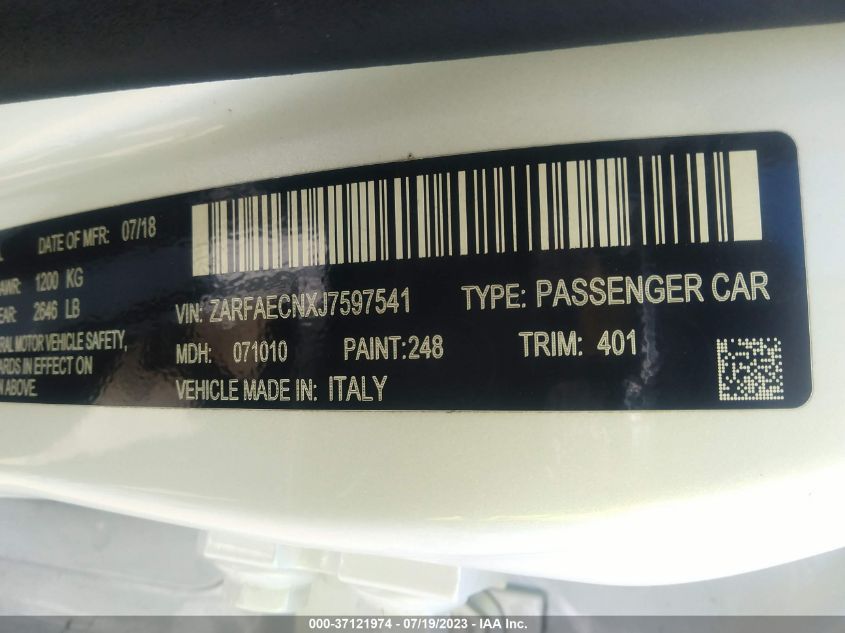 DATE OF MFR: 07/18
1200 KG
2646 LB
MOTOR VEHICLE SAFETY,
IN EFFECT ON
ABOVE.
VIN: ZARFAECNXJ7597541
TYPE: PASSENGER CAR
MDH: 071010
PAINT:248
TRIM: 401
VEHICLE MADE IN: ITALY
000-37121974 - 07/19/2023 - IAA Inc.